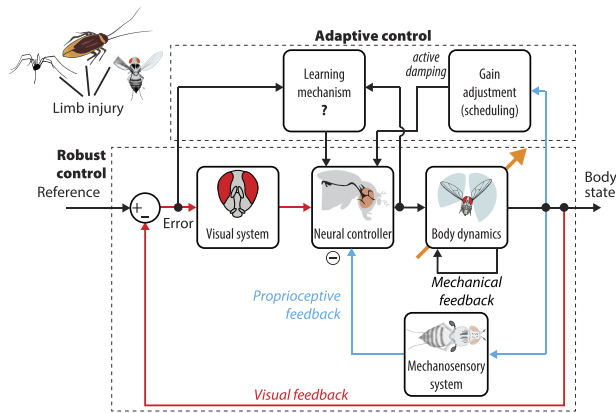 Adaptive control
Limb injury
Learning
mechanism
?
active
damping
Gain
adjustment
(scheduling)
Robust
control
Reference
+
−
Error
Visual system
Neural controller
Body dynamics
Body
state
−
Mechanical
feedback
Proprioceptive
feedback
Mechanosensory
system
Visual feedback